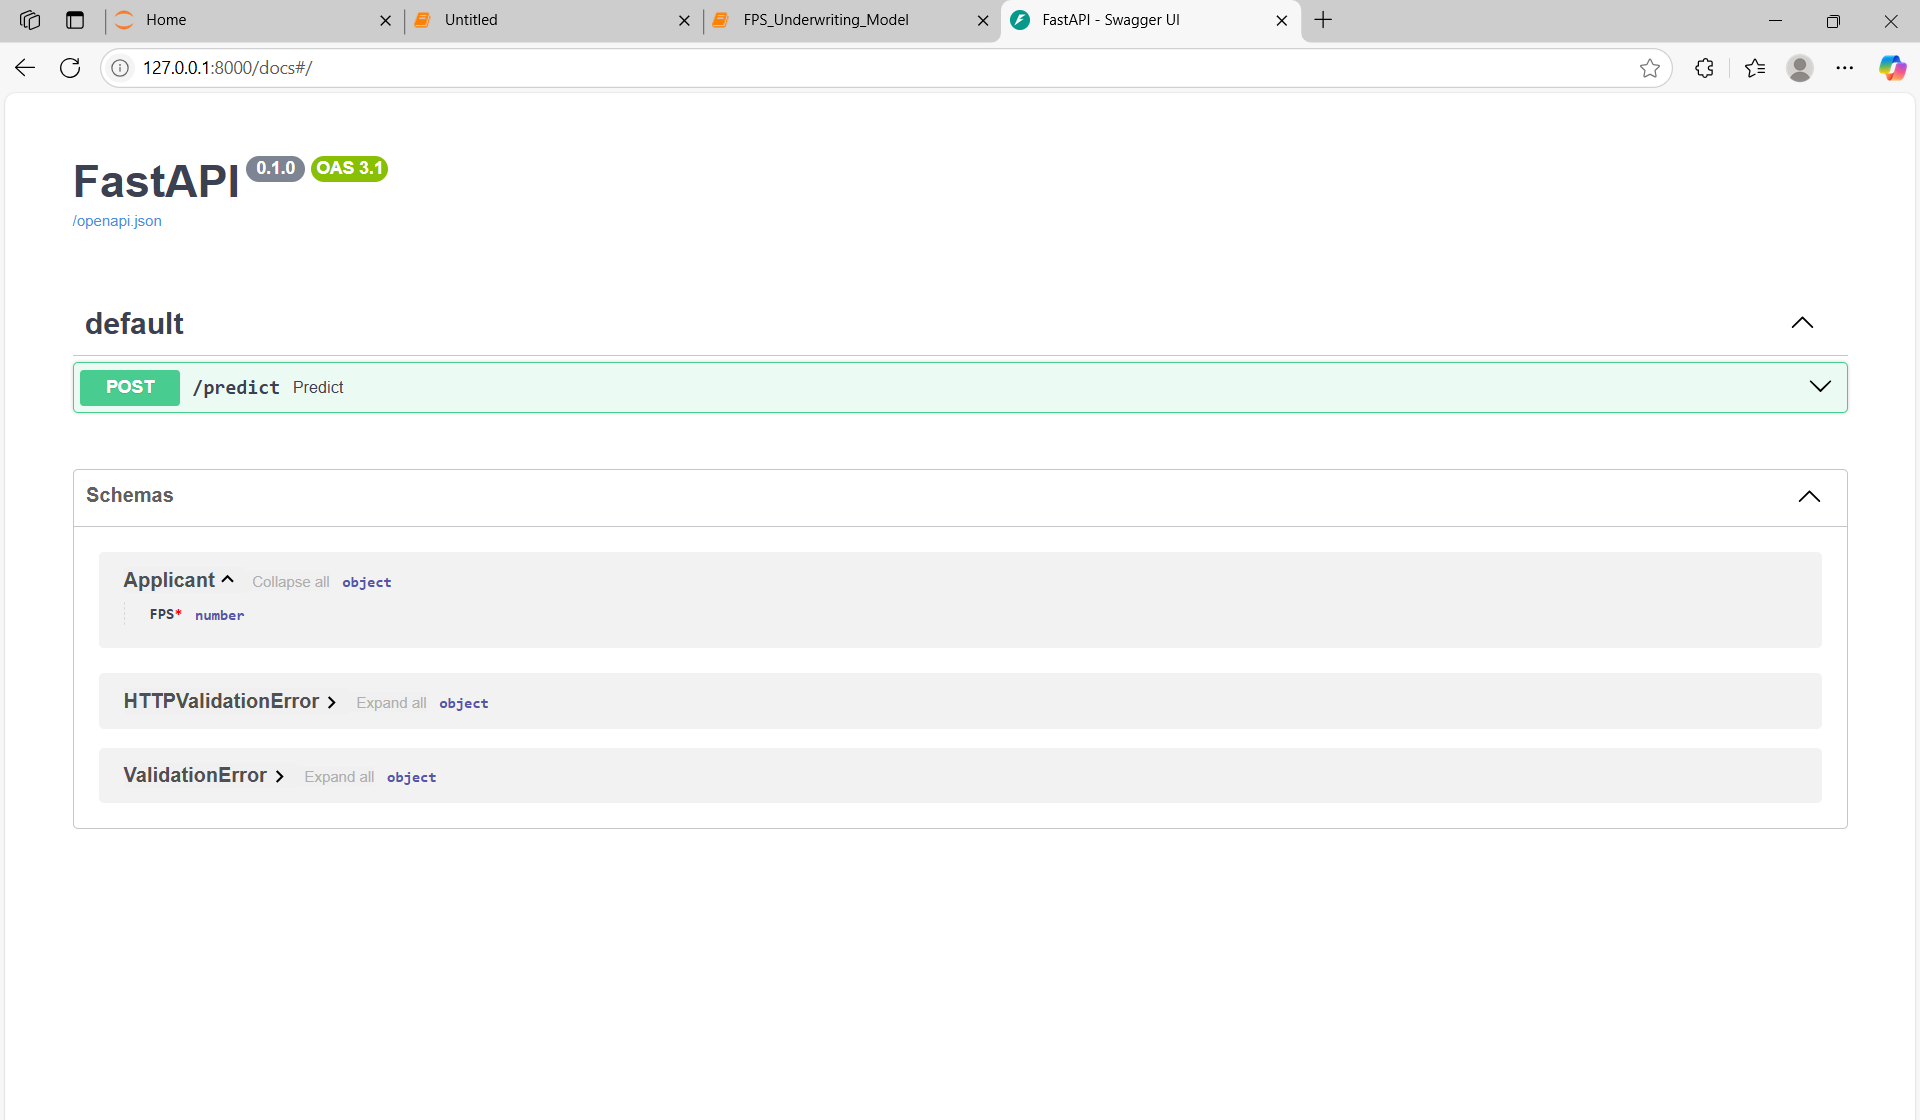 Home
Untitled
FPS_Underwriting_Model
FastAPI - Swagger UI
127.0.0.1:8000/docs#/
FastAPI 0.1.0 OAS 3.1
/openapi.json
default
POST /predict Predict
Schemas
Applicant Collapse all object
FPS* number
HTTPValidationError Expand all object
ValidationError Expand all object